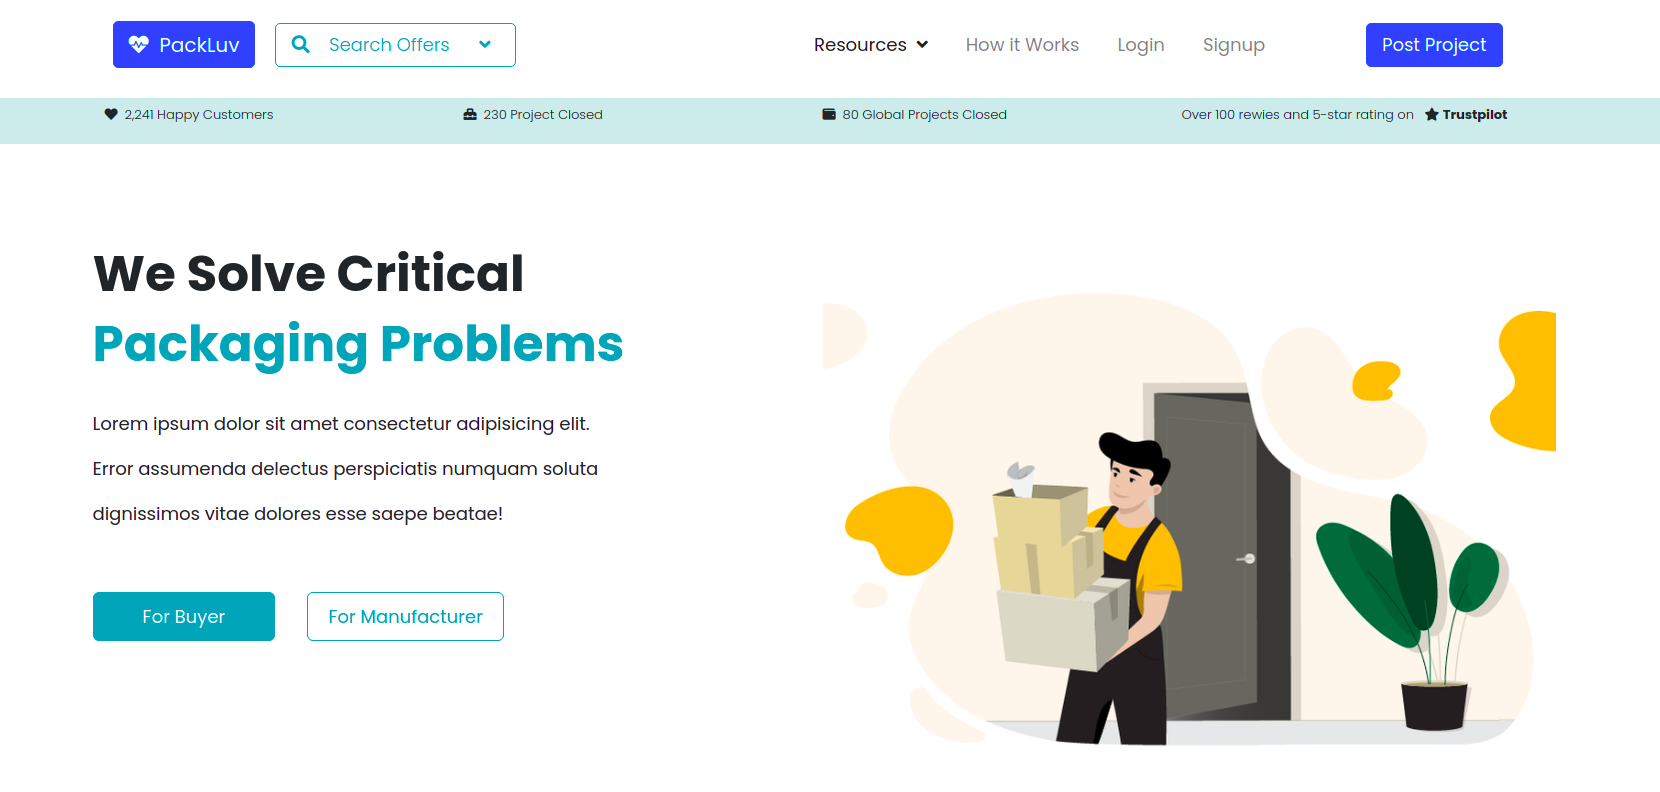 PackLuv
Search Offers
Resources
How it Works
Login
Signup
Post Project
2,241 Happy Customers
230 Project Closed
80 Global Projects Closed
Over 100 rewies and 5-star rating on Trustpilot
We Solve Critical
Packaging Problems
Lorem ipsum dolor sit amet consectetur adipisicing elit.
Error assumenda delectus perspiciatis numquam soluta
dignissimos vitae dolores esse saepe beatae!
For Buyer
For Manufacturer